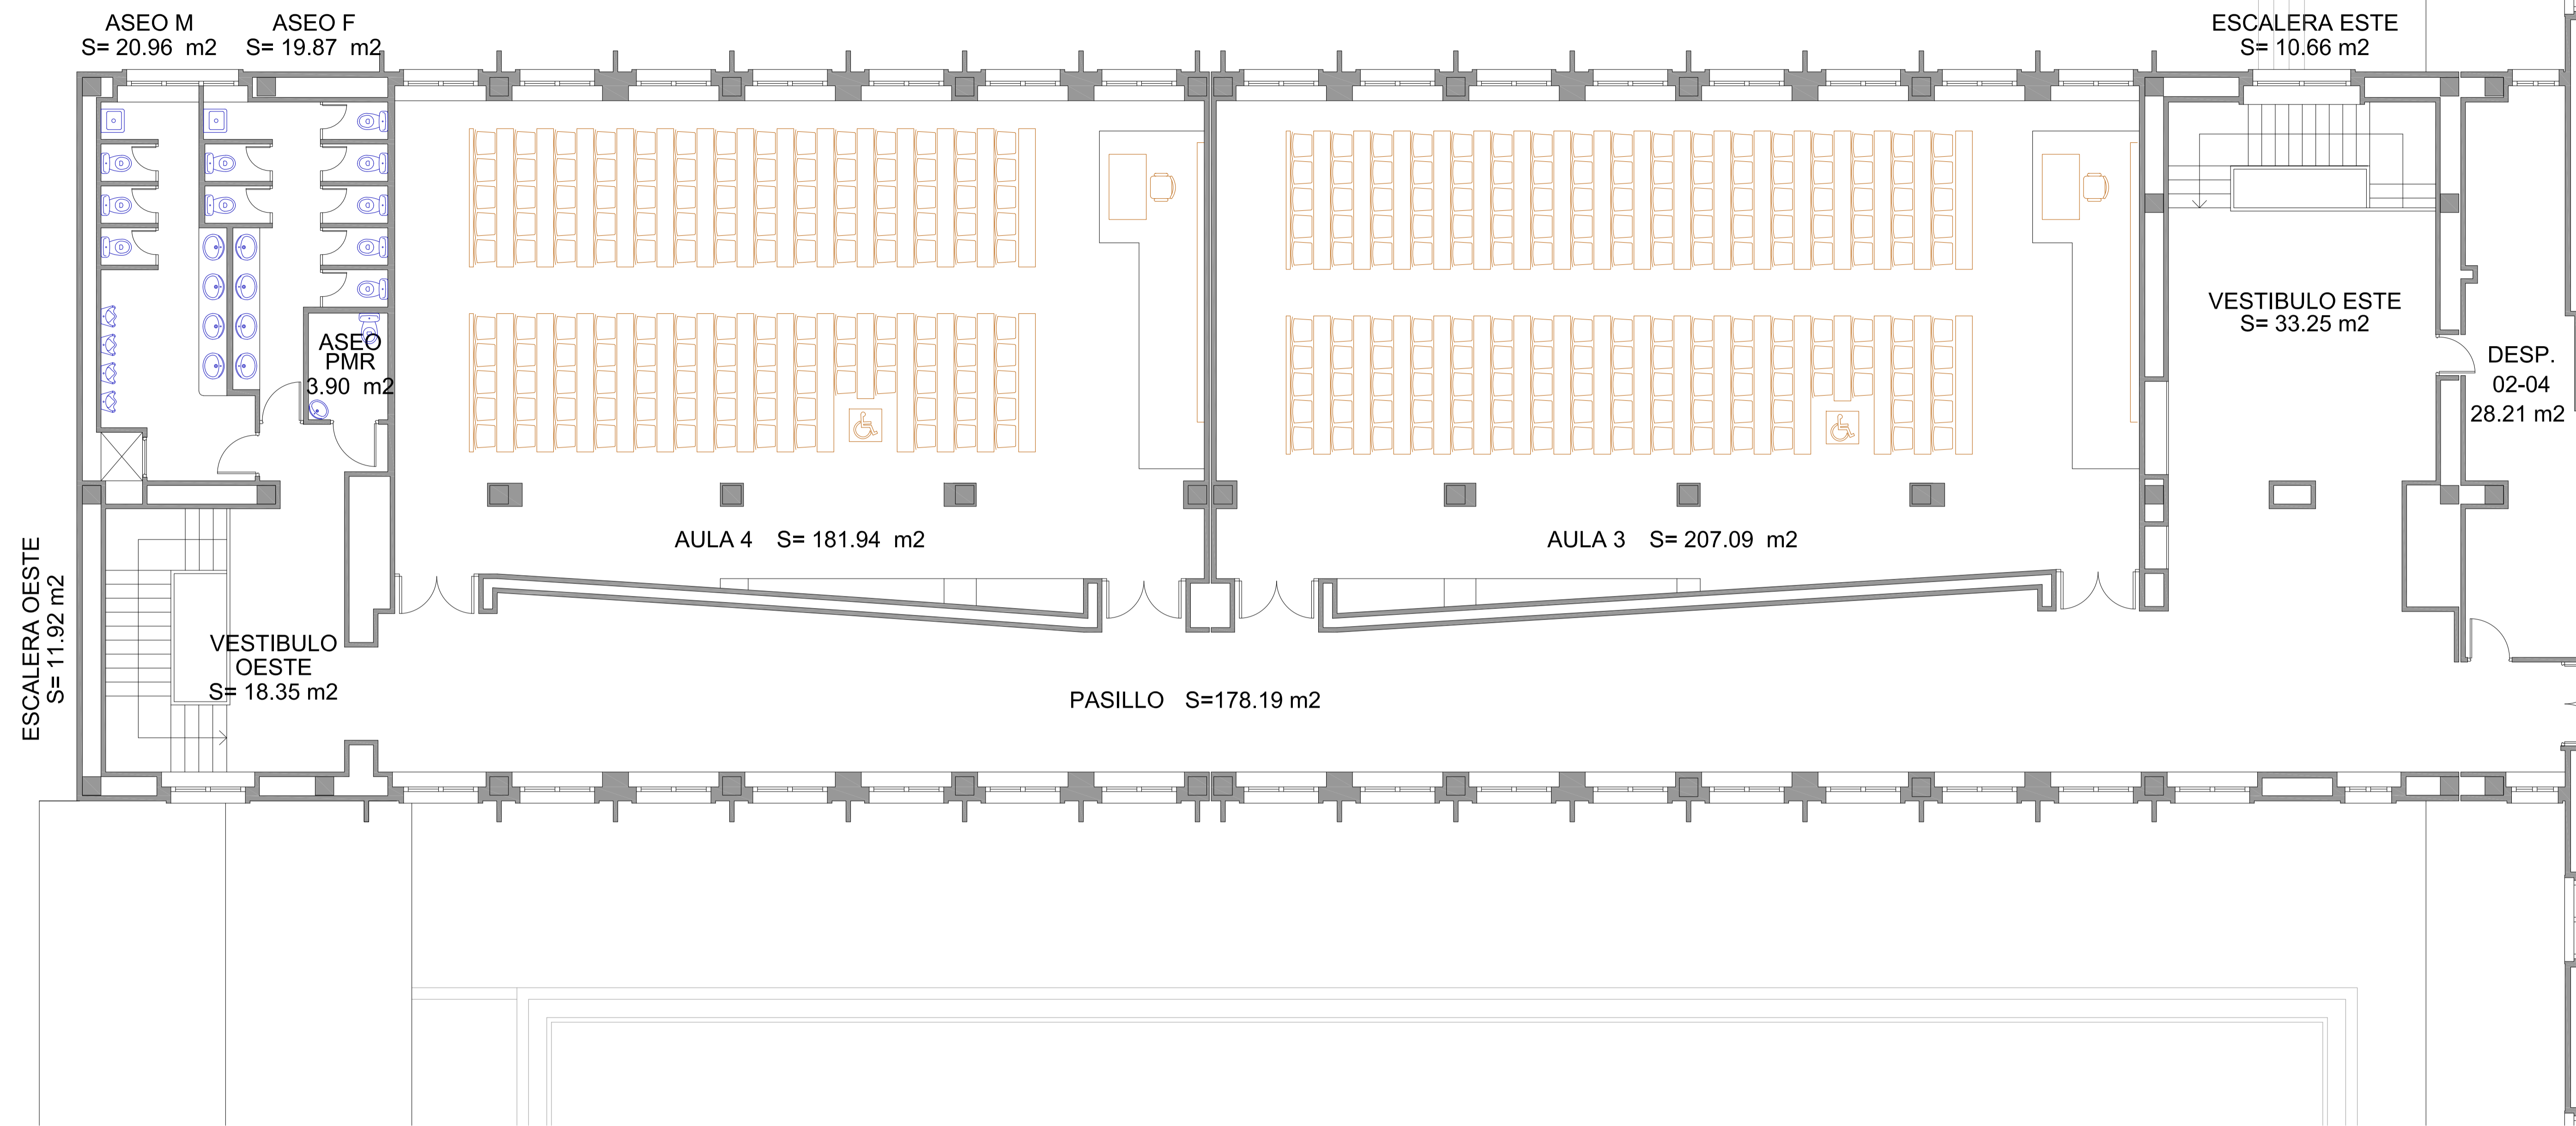 ASEO M
S= 20.96 m2
ASEO F
S= 19.87 m2
ESCALERA ESTE
S= 10.66 m2
ASEO
PMR
3.90 m2
VESTIBULO ESTE
S= 33.25 m2
DESP.
02-04
28.21 m2
AULA 4 S= 181.94 m2
AULA 3 S= 207.09 m2
ESCALERA OESTE
S= 11.92 m2
VESTIBULO
OESTE
S= 18.35 m2
PASILLO S=178.19 m2